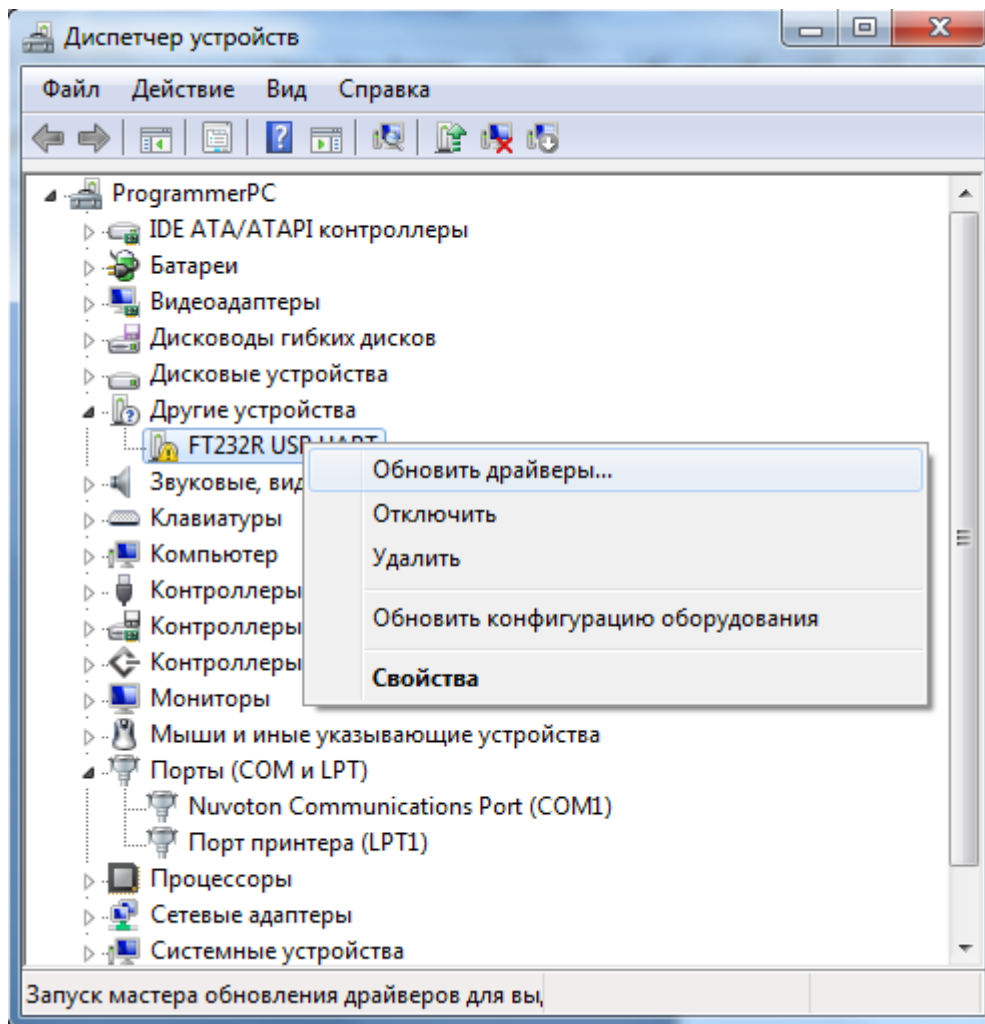 Диспетчер устройств
Файл Действие Вид Справка
ProgrammerPC
IDE ATA/ATAPI контроллеры
Батареи
Видеоадаптеры
Дисководы гибких дисков
Дисковые устройства
Другие устройства
FT232R USB UART
Обновить драйверы...
Звуковые, вид
Отключить
Клавиатуры
Компьютер
Удалить
Контроллеры
Обновить конфигурацию оборудования
Контроллеры
Контроллеры
Свойства
Мониторы
Мыши и иные указывающие устройства
Порты (COM и LPT)
Nuvoton Communications Port (COM1)
Порт принтера (LPT1)
Процессоры
Сетевые адаптеры
Системные устройства
Запуск мастера обновления драйверов для вы